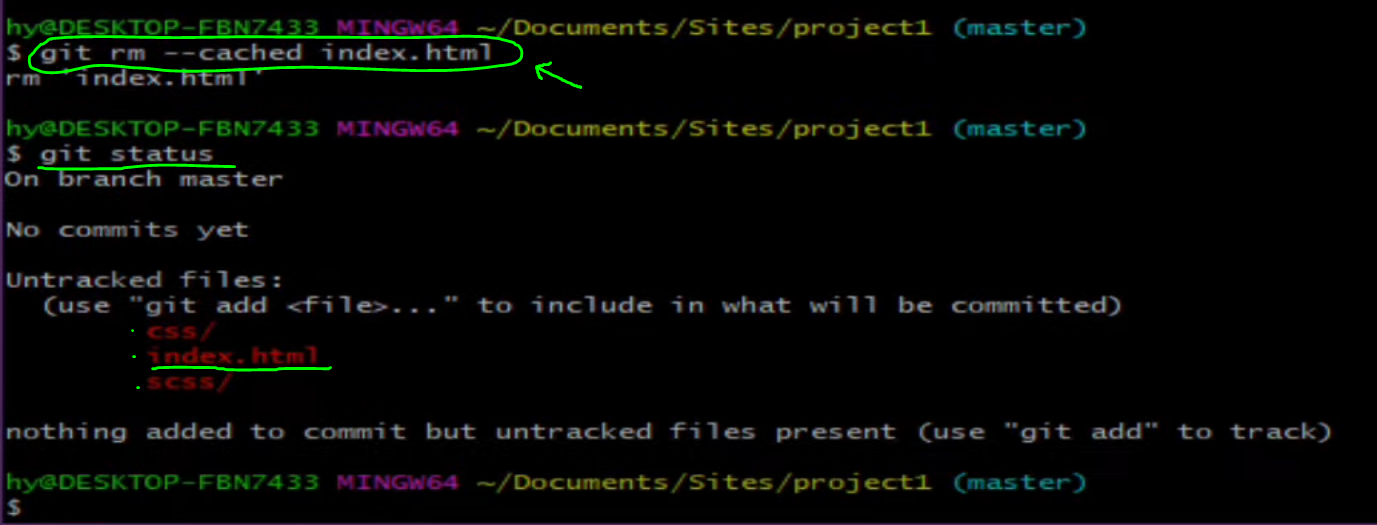 hy@DESKTOP-FBN7433 MINGW64 ~/Documents/Sites/project1 (master)
$ git rm --cached index.html
rm 'index.html'
hy@DESKTOP-FBN7433 MINGW64 ~/Documents/Sites/project1 (master)
$ git status
On branch master
No commits yet
Untracked files:
(use "git add <file>..." to include in what will be committed)
css/
index.html
scss/
nothing added to commit but untracked files present (use "git add" to track)
hy@DESKTOP-FBN7433 MINGW64 ~/Documents/Sites/project1 (master)
$